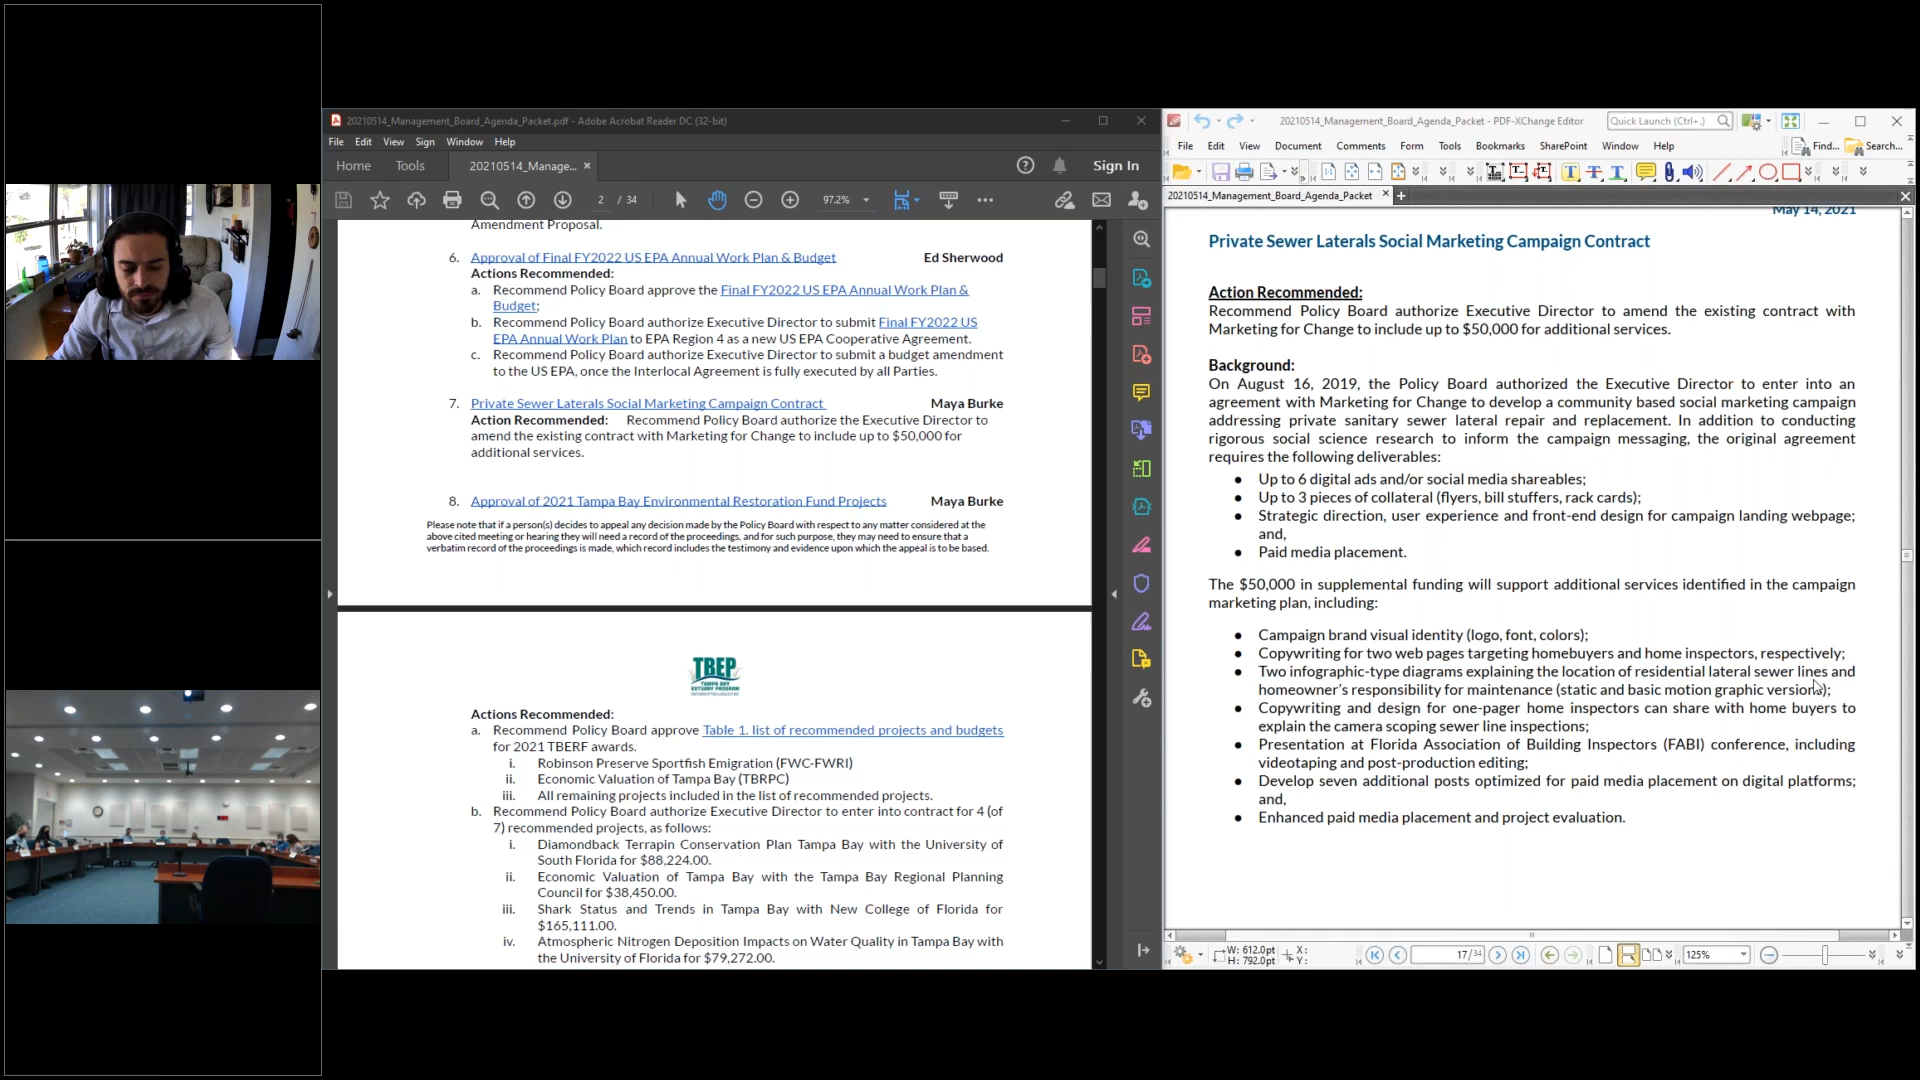 20210514_Management_Board_Agenda_Packet.pdf - Adobe Acrobat Reader DC (32-bit)
File Edit View Sign Window Help
Home Tools 20210514_Manage... × Sign In
2 / 34 97.2%
Amendment Proposal.
6. Approval of Final FY2022 US EPA Annual Work Plan & Budget Ed Sherwood
Actions Recommended:
a. Recommend Policy Board approve the Final FY2022 US EPA Annual Work Plan &
Budget;
b. Recommend Policy Board authorize Executive Director to submit Final FY2022 US
EPA Annual Work Plan to EPA Region 4 as a new US EPA Cooperative Agreement.
c. Recommend Policy Board authorize Executive Director to submit a budget amendment
to the US EPA, once the Interlocal Agreement is fully executed by all Parties.
7. Private Sewer Laterals Social Marketing Campaign Contract Maya Burke
Action Recommended: Recommend Policy Board authorize the Executive Director to
amend the existing contract with Marketing for Change to include up to $50,000 for
additional services.
8. Approval of 2021 Tampa Bay Environmental Restoration Fund Projects Maya Burke
Please note that if a person(s) decides to appeal any decision made by the Policy Board with respect to any matter considered at the
above cited meeting or hearing they will need a record of the proceedings, and for such purpose, they may need to ensure that a
verbatim record of the proceedings is made, which record includes the testimony and evidence upon which the appeal is to be based.
TBEP
TAMPA BAY
ESTUARY PROGRAM
Actions Recommended:
a. Recommend Policy Board approve Table 1. list of recommended projects and budgets
for 2021 TBERF awards.
i. Robinson Preserve Sportfish Emigration (FWC-FWRI)
ii. Economic Valuation of Tampa Bay (TBRPC)
iii. All remaining projects included in the list of recommended projects.
b. Recommend Policy Board authorize Executive Director to enter into contract for 4 (of
7) recommended projects, as follows:
i. Diamondback Terrapin Conservation Plan Tampa Bay with the University of
South Florida for $88,224.00.
ii. Economic Valuation of Tampa Bay with the Tampa Bay Regional Planning
Council for $38,450.00.
iii. Shark Status and Trends in Tampa Bay with New College of Florida for
$165,111.00.
iv. Atmospheric Nitrogen Deposition Impacts on Water Quality in Tampa Bay with
the University of Florida for $79,272.00.
20210514_Management_Board_Agenda_Packet - PDF-XChange Editor Quick Launch (Ctrl+.)
File Edit View Document Comments Form Tools Bookmarks SharePoint Window Help Find... Search...
20210514_Management_Board_Agenda_Packet
May 14, 2021
Private Sewer Laterals Social Marketing Campaign Contract
Action Recommended:
Recommend Policy Board authorize Executive Director to amend the existing contract with
Marketing for Change to include up to $50,000 for additional services.
Background:
On August 16, 2019, the Policy Board authorized the Executive Director to enter into an
agreement with Marketing for Change to develop a community based social marketing campaign
addressing private sanitary sewer lateral repair and replacement. In addition to conducting
rigorous social science research to inform the campaign messaging, the original agreement
requires the following deliverables:
● Up to 6 digital ads and/or social media shareables;
● Up to 3 pieces of collateral (flyers, bill stuffers, rack cards);
● Strategic direction, user experience and front-end design for campaign landing webpage;
and,
● Paid media placement.
The $50,000 in supplemental funding will support additional services identified in the campaign
marketing plan, including:
● Campaign brand visual identity (logo, font, colors);
● Copywriting for two web pages targeting homebuyers and home inspectors, respectively;
● Two infographic-type diagrams explaining the location of residential lateral sewer lines and
homeowner's responsibility for maintenance (static and basic motion graphic versions);
● Copywriting and design for one-pager home inspectors can share with home buyers to
explain the camera scoping sewer line inspections;
● Presentation at Florida Association of Building Inspectors (FABI) conference, including
videotaping and post-production editing;
● Develop seven additional posts optimized for paid media placement on digital platforms;
and,
● Enhanced paid media placement and project evaluation.
W: 612.0pt X:
H: 792.0pt Y:
17/34 125%